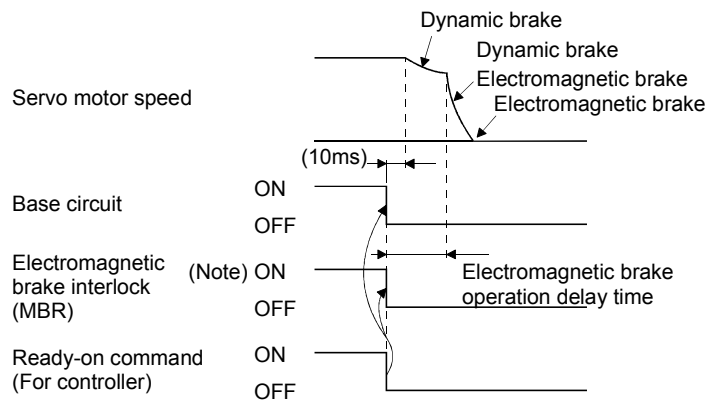 Dynamic brake
Dynamic brake
Electromagnetic brake
Electromagnetic brake
Servo motor speed
(10ms)
Base circuit
ON
OFF
Electromagnetic
brake interlock
(MBR)
(Note) ON
OFF
Electromagnetic brake
operation delay time
Ready-on command
(For controller)
ON
OFF